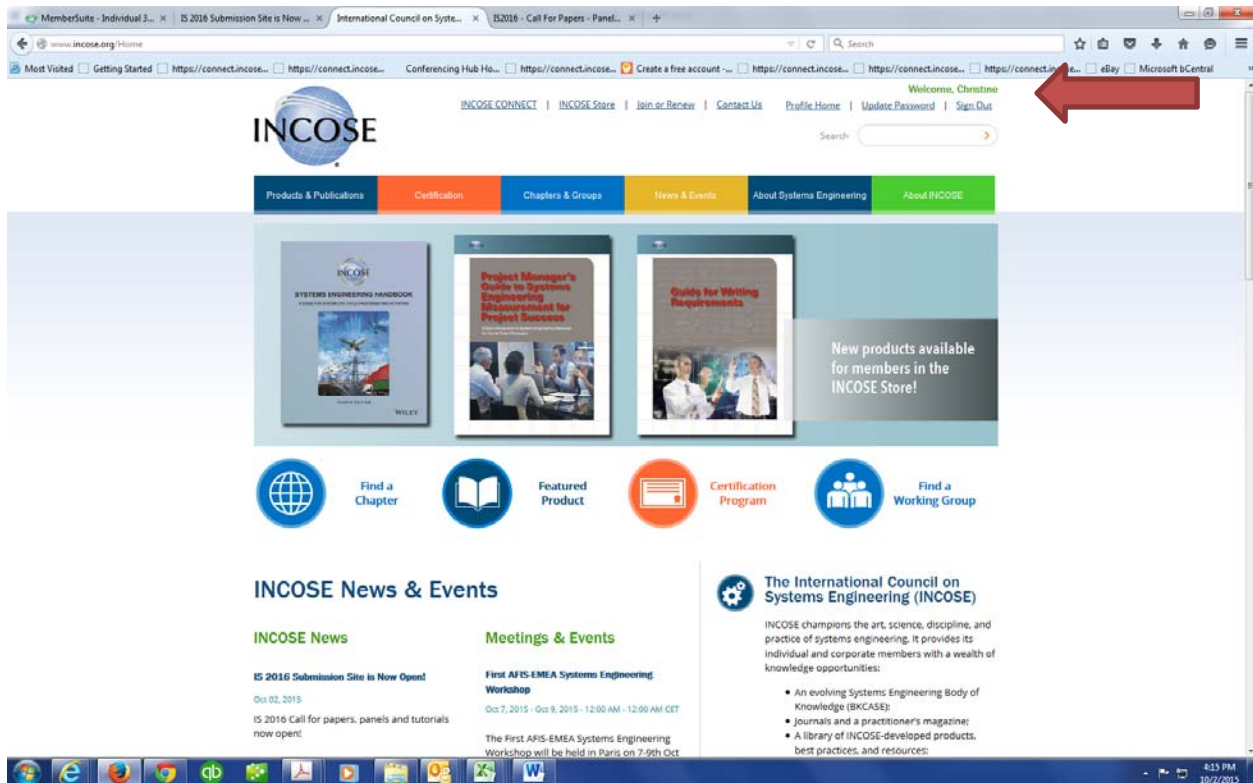 MemberSuite - Individual 3...
IS 2016 Submission Site is Now ...
International Council on Syste...
IS2016 - Call For Papers - Panel...
www.incose.org/Home
Search
Most Visited
Getting Started
https://connect.incose...
https://connect.incose...
Conferencing Hub Ho...
https://connect.incose...
Create a free account -...
https://connect.incose...
https://connect.incose...
https://connect.incose...
eBay
Microsoft bCentral
Welcome, Christine
INCOSE CONNECT | INCOSE Store | Join or Renew | Contact Us
Profile Home | Update Password | Sign Out
INCOSE
Search
Products & Publications
Certification
Chapters & Groups
News & Events
About Systems Engineering
About INCOSE
INCOSE
SYSTEMS ENGINEERING HANDBOOK
WILEY
Project Manager's
Guide to Systems
Engineering
Measurement for
Project Success
Guide for Writing
Requirements
New products available
for members in the
INCOSE Store!
Find a
Chapter
Featured
Product
Certification
Program
Find a
Working Group
INCOSE News & Events
INCOSE News
IS 2016 Submission Site is Now Open!
Oct 02, 2015
IS 2016 Call for papers, panels and tutorials
now open!
Meetings & Events
First AFIS-EMEA Systems Engineering
Workshop
Oct 7, 2015 - Oct 9, 2015 - 12:00 AM - 12:00 AM CET
The First AFIS-EMEA Systems Engineering
Workshop will be held in Paris on 7-9th Oct
The International Council on
Systems Engineering (INCOSE)
INCOSE champions the art, science, discipline, and
practice of systems engineering. It provides its
individual and corporate members with a wealth of
knowledge opportunities:
• An evolving Systems Engineering Body of
Knowledge (BKCASE);
• Journals and a practitioner's magazine;
• A library of INCOSE-developed products,
best practices, and resources;
qb
4:15 PM
10/2/2015